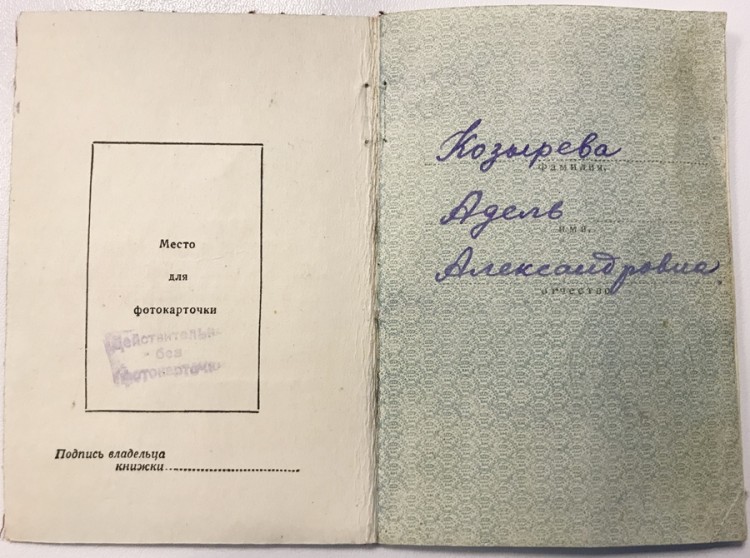 Место
для
фотокарточки
Действительна
без
фотокарточки
Подпись владельца
книжки
Козырева
фамилия.
Адель
имя.
Александровна
отчество